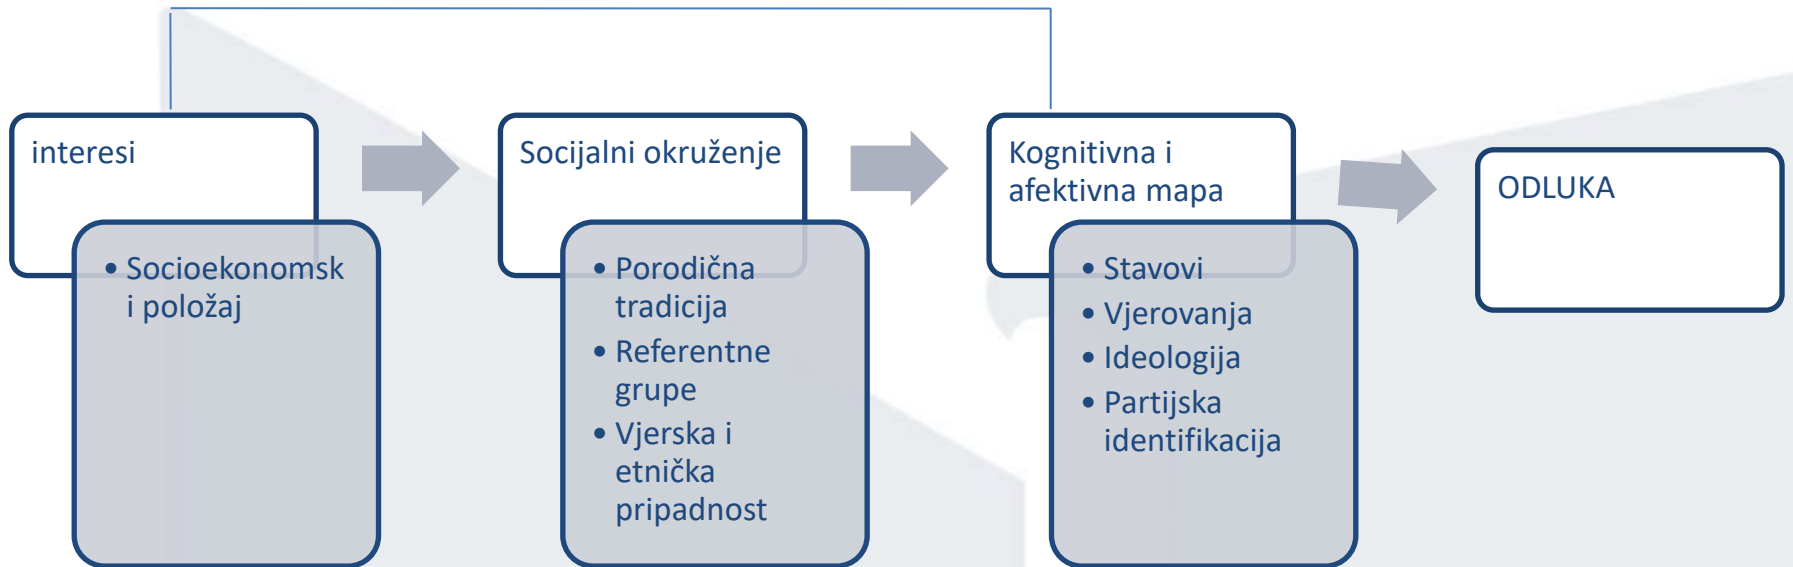 interesi
• Socioekonomsk
i položaj
Socijalni okruženje
• Porodična
tradicija
• Referentne
grupe
• Vjerska i
etnička
pripadnost
Kognitivna i
afektivna mapa
• Stavovi
• Vjerovanja
• Ideologija
• Partijska
identifikacija
ODLUKA